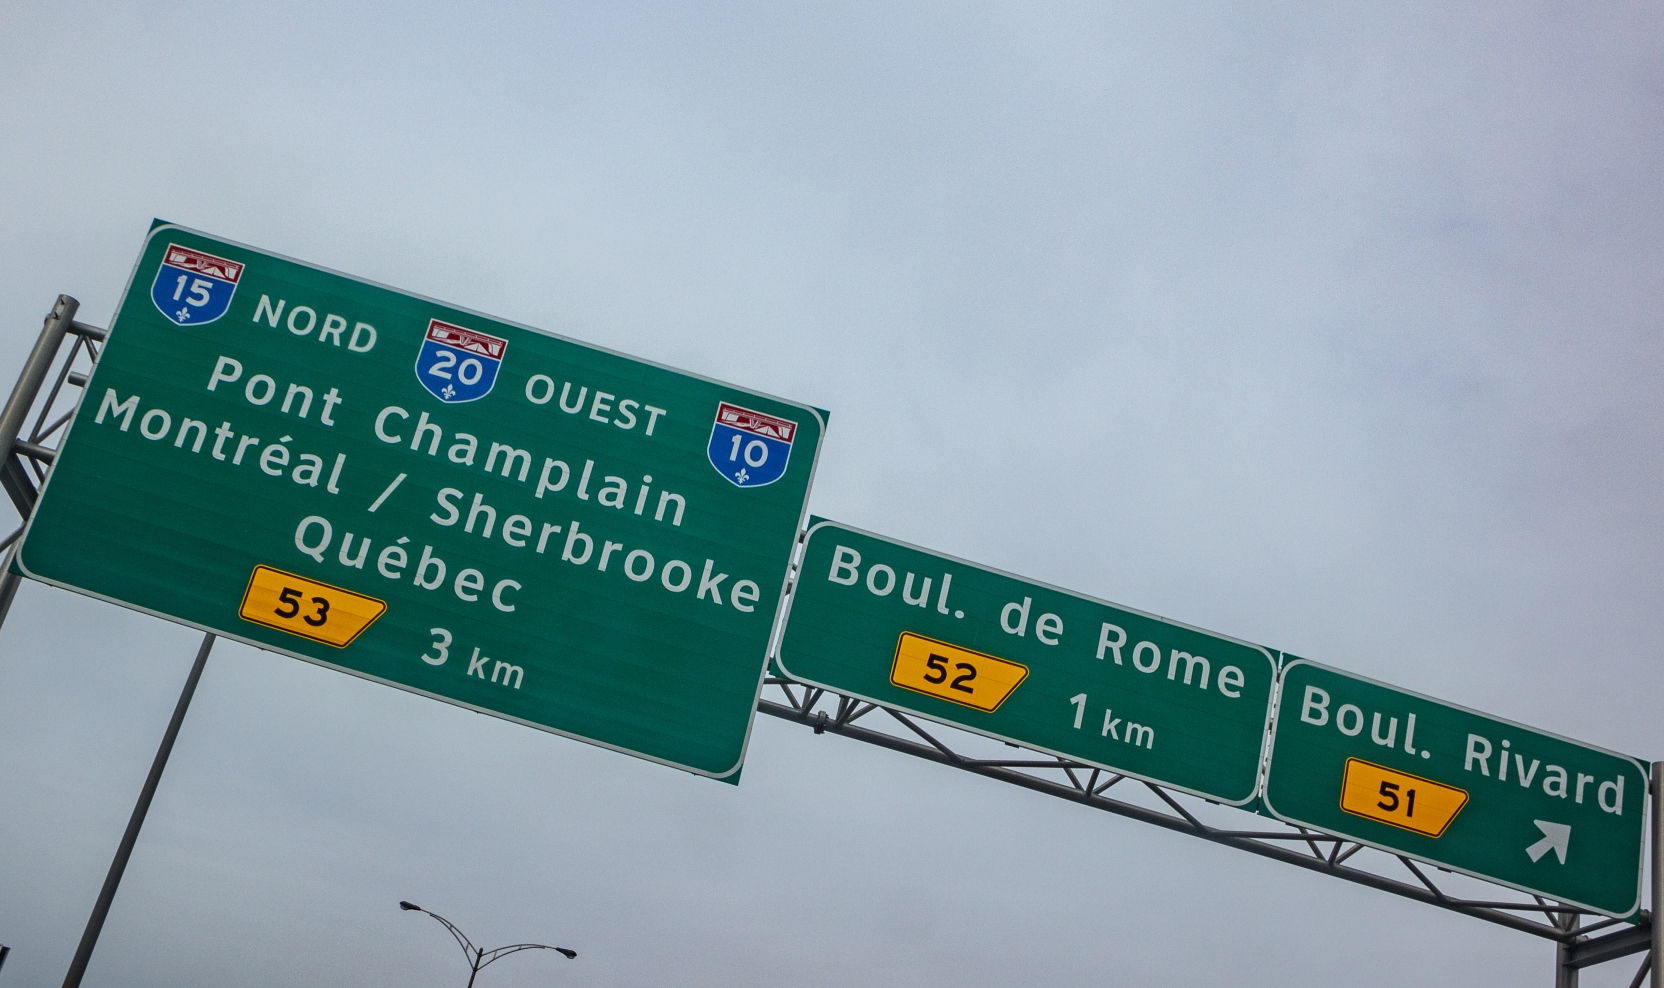 15 NORD 20 OUEST 10
Pont Champlain
Montréal / Sherbrooke
Québec
53 3 km
Boul. de Rome
52 1 km
Boul. Rivard
51